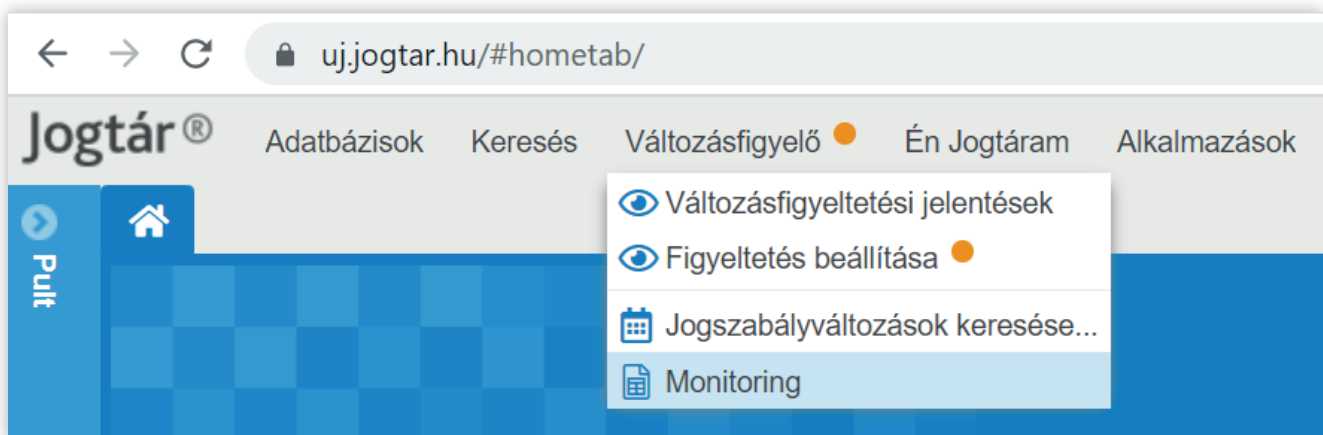 uj.jogtar.hu/#hometab/
Jogtár® Adatbázisok Keresés Változásfigyelő Én Jogtáram Alkalmazások
Változásfigyeltetési jelentések
Figyeltetés beállítása
Jogszabályváltozások keresése...
Monitoring
Pult